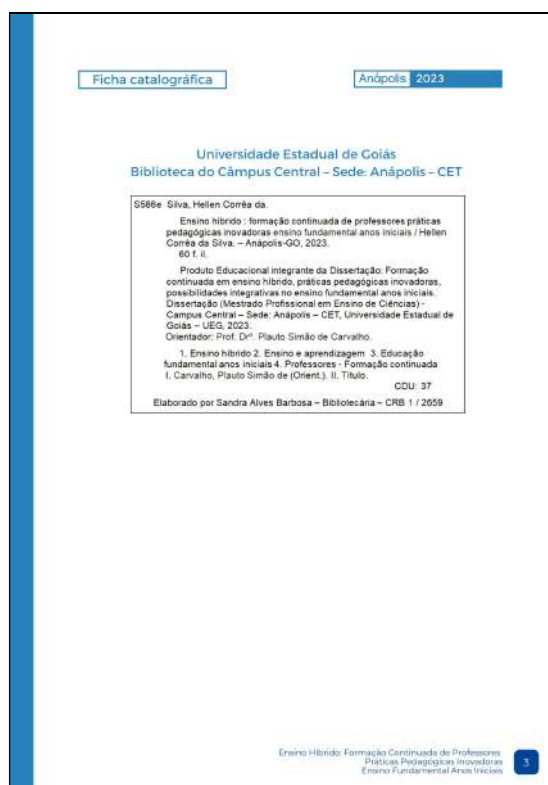 Ficha catalográfica
Anápolis 2023
Universidade Estadual de Goiás
Biblioteca do Câmpus Central – Sede: Anápolis – CET
S586e Silva, Hellen Corrêa da.
Ensino híbrido : formação continuada de professores práticas
pedagógicas inovadoras ensino fundamental anos iniciais / Hellen
Corrêa da Silva. – Anápolis-GO, 2023.
60 f. il.
Produto Educacional integrante da Dissertação: Formação
continuada em ensino híbrido, práticas pedagógicas inovadoras,
possibilidades integrativas no ensino fundamental anos iniciais.
Dissertação (Mestrado Profissional em Ensino de Ciências) -
Campus Central – Sede: Anápolis – CET, Universidade Estadual de
Goiás – UEG, 2023.
Orientador: Prof. Drº. Plauto Simão de Carvalho.
1. Ensino híbrido 2. Ensino e aprendizagem 3. Educação
fundamental anos iniciais 4. Professores - Formação continuada
I. Carvalho, Plauto Simão de (Orient.). II. Título.
CDU: 37
Elaborado por Sandra Alves Barbosa – Bibliotecária – CRB 1 / 2659
Ensino Híbrido: Formação Continuada de Professores
Práticas Pedagógicas Inovadoras
Ensino Fundamental Anos Iniciais
3